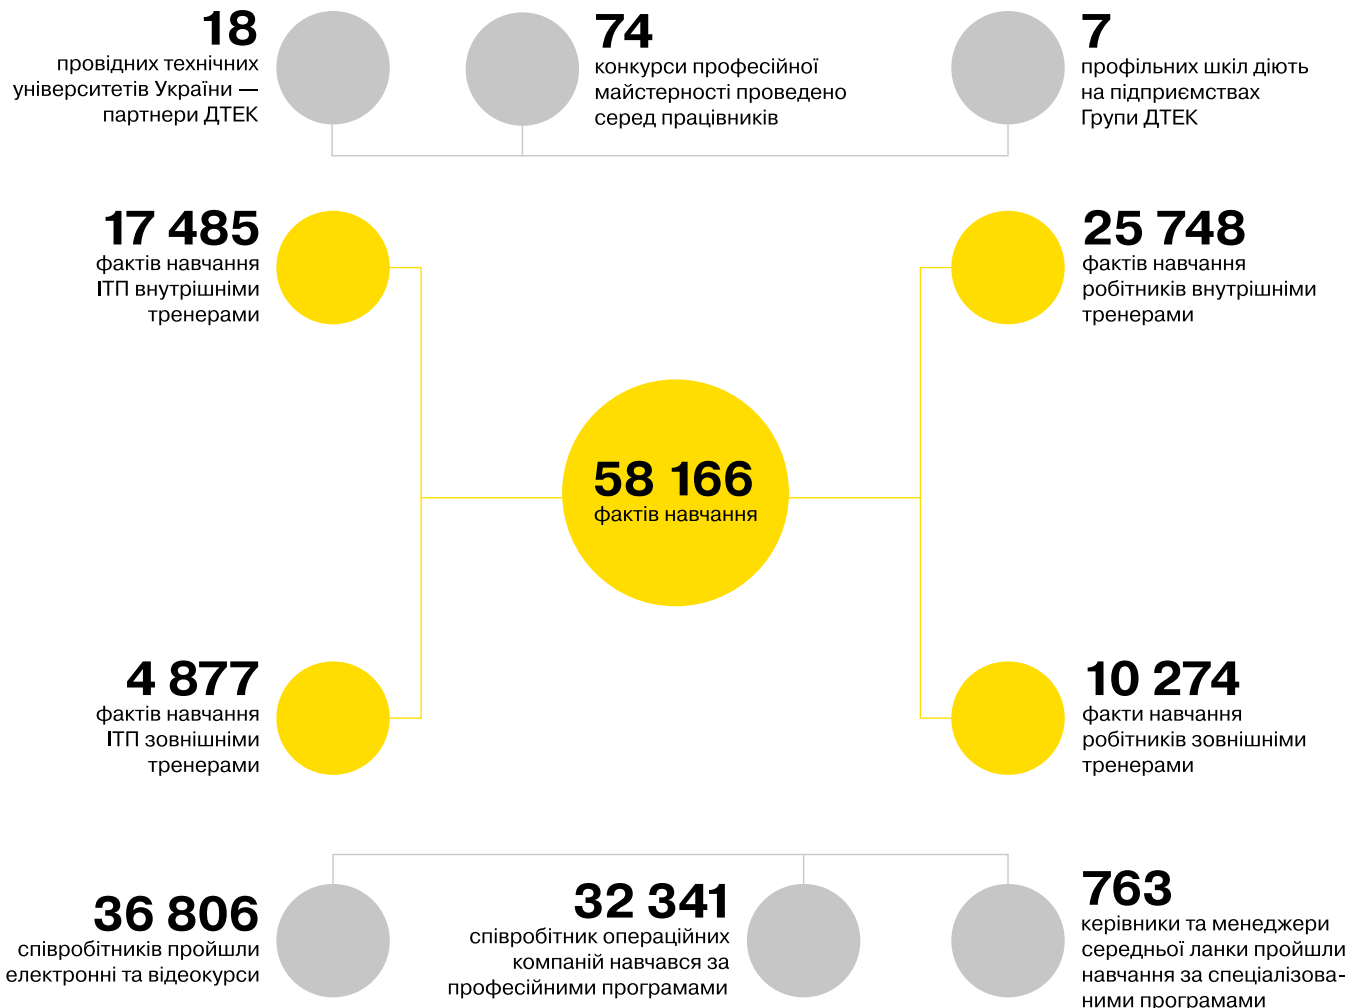 18
провідних технічних
університетів України —
партнери ДТЕК
74
конкурси професійної
майстерності проведено
серед працівників
7
профільних шкіл діють
на підприємствах
Групи ДТЕК
17 485
фактів навчання
ІТП внутрішніми
тренерами
25 748
фактів навчання
робітників внутрішніми
тренерами
58 166
фактів навчання
4 877
фактів навчання
ІТП зовнішніми
тренерами
10 274
факти навчання
робітників зовнішніми
тренерами
36 806
співробітників пройшли
електронні та відеокурси
32 341
співробітник операційних
компаній навчався за
професійними програмами
763
керівники та менеджери
середньої ланки пройшли
навчання за спеціалізова-
ними програмами